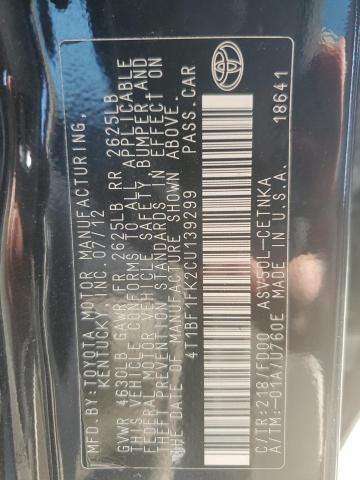 MFD.BY:TOYOTA MOTOR MANUFACTURING,
KENTUCKY, INC.07/12
GVWR 4630LB GAWR FR 2625LB RR 2625LB
THIS VEHICLE CONFORMS TO ALL APPLICABLE
FEDERAL MOTOR VEHICLE SAFETY, BUMPER AND
THEFT PREVENTION STANDARDS IN EFFECT ON
THE DATE OF MANUFACTURE SHOWN ABOVE.
4T1BF1FK2CU139299 PASS.CAR
C/TR:218/FD00 ASV50L-CETNKA
A/TM:-01A/U760E MADE IN U.S.A. 18641